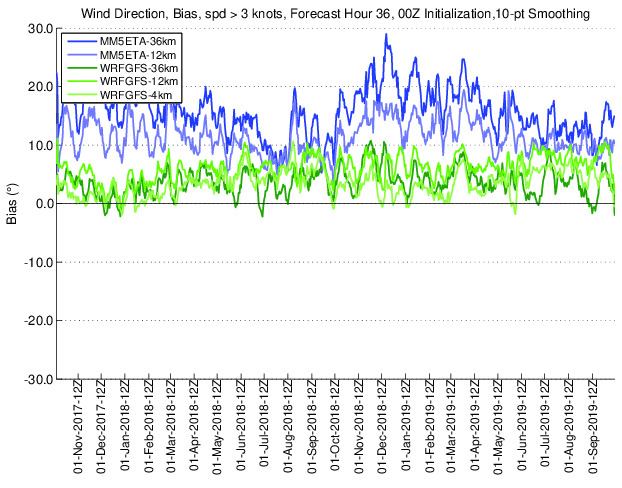 Wind Direction, Bias, spd > 3 knots, Forecast Hour 36, 00Z Initialization,10-pt Smoothing
30.0
20.0
10.0
0.0
-10.0
-20.0
-30.0
Bias (°)
MM5ETA-36km
MM5ETA-12km
WRFGFS-36km
WRFGFS-12km
WRFGFS-4km
01-Nov-2017-12Z
01-Dec-2017-12Z
01-Jan-2018-12Z
01-Feb-2018-12Z
01-Mar-2018-12Z
01-Apr-2018-12Z
01-May-2018-12Z
01-Jun-2018-12Z
01-Jul-2018-12Z
01-Aug-2018-12Z
01-Sep-2018-12Z
01-Oct-2018-12Z
01-Nov-2018-12Z
01-Dec-2018-12Z
01-Jan-2019-12Z
01-Feb-2019-12Z
01-Mar-2019-12Z
01-Apr-2019-12Z
01-May-2019-12Z
01-Jun-2019-12Z
01-Jul-2019-12Z
01-Aug-2019-12Z
01-Sep-2019-12Z